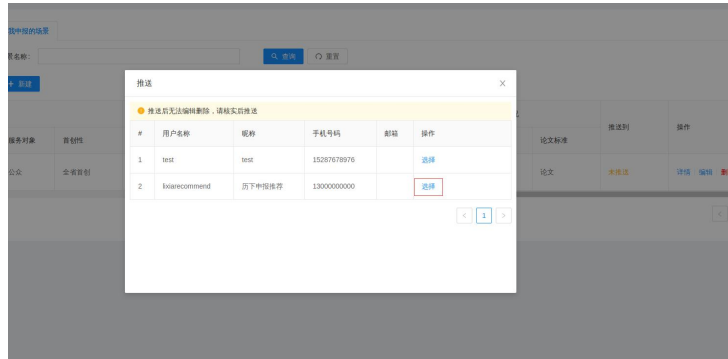 我申报的场景
景名称:
查询 重置
+ 新建
推送
推送后无法编辑删除，请核实后推送
# 用户名称 昵称 手机号码 邮箱 操作
1 test test 15287678976 选择
2 lixiarecommend 历下申报推荐 13000000000 选择
< 1 >
服务对象 首创性 论文标准 推送到 操作
公众 全省首创 论文 未推送 详情 编辑 删
<